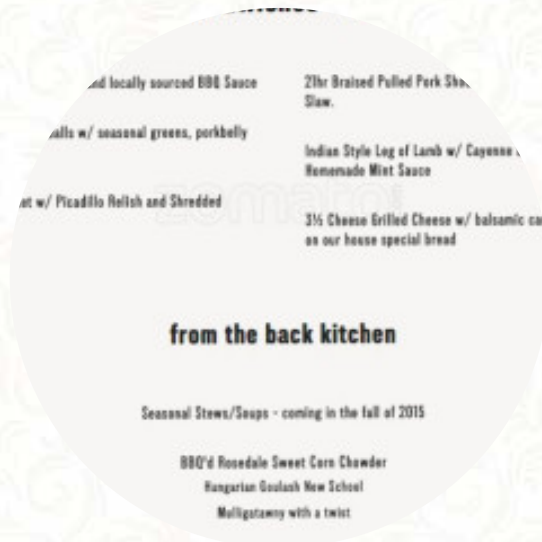 and locally sourced BBQ Sauce
w/ seasonal greens, porkbelly
w/ Picadillo Relish and Shredded
21hr Braised Pulled Pork
Slaw.
Indian Style Leg of Lamb w/ Cayenne
Homemade Mint Sauce
3½ Cheese Grilled Cheese w/ balsamic
on our house special bread
zomato
from the back kitchen
Seasonal Stews/Soups - coming in the fall of 2015
BBQ'd Rosedale Sweet Corn Chowder
Hungarian Goulash New School
Mulligatawny with a twist